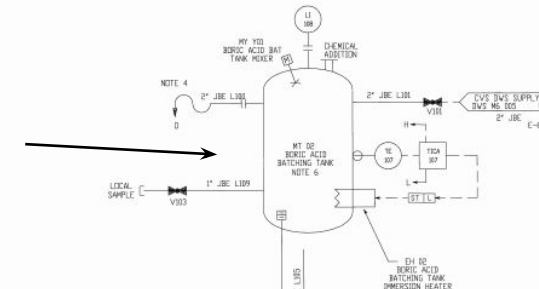 LI
108
MY Y01
BORIC ACID BAT
TANK MIXER
CHEMICAL
ADDITION
NOTE 4
2" JBE L100
2" JBE L101
D
V101
CVS DWS SUPPLY
DWS M6 005
2" JBE
H
MT 02
BORIC ACID
BATCHING TANK
NOTE 6
TE
107
TICA
107
LOCAL
SAMPLE
1" JBE L109
V103
L
ST L
L105
EH 02
BORIC ACID
BATCHING TANK
IMMERSION HEATER